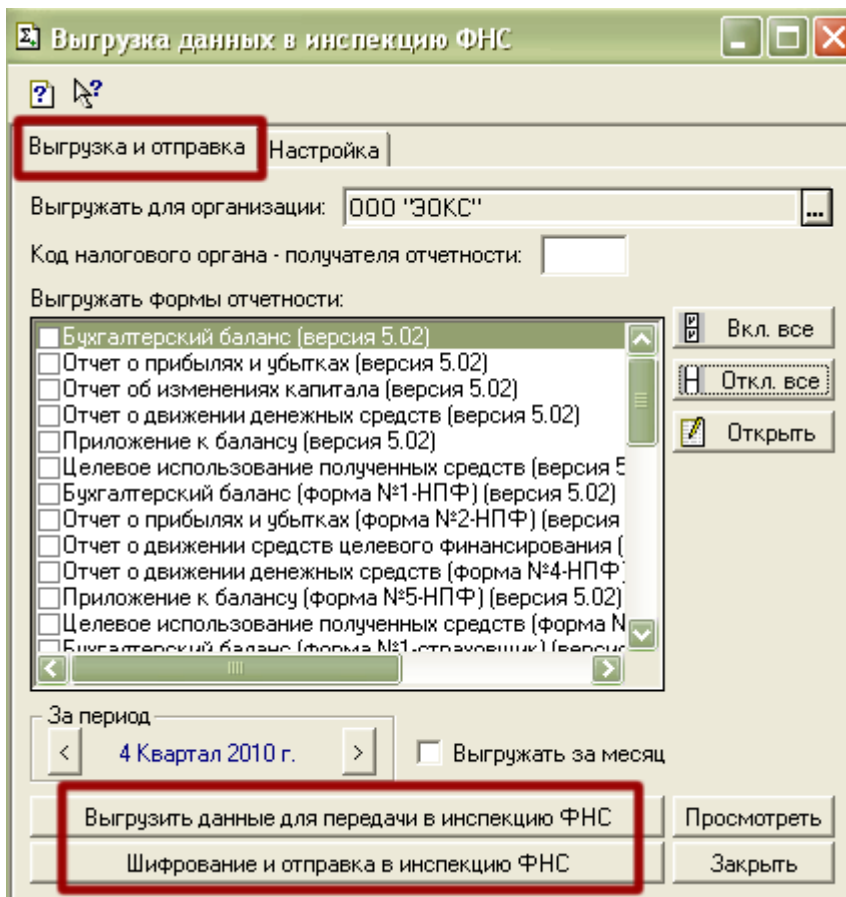 Выгрузка данных в инспекцию ФНС
Выгрузка и отправка
Настройка
Выгружать для организации: ООО "ЭОКС" ...
Код налогового органа - получателя отчетности:
Выгружать формы отчетности:
Бухгалтерский баланс (версия 5.02)
Отчет о прибылях и убытках (версия 5.02)
Отчет об изменениях капитала (версия 5.02)
Отчет о движении денежных средств (версия 5.02)
Приложение к балансу (версия 5.02)
Целевое использование полученных средств (версия 5
Бухгалтерский баланс (форма №1-НПФ) (версия 5.02)
Отчет о прибылях и убытках (форма №2-НПФ) (версия
Отчет о движении средств целевого финансирования (
Отчет о движении денежных средств (форма №4-НПФ)
Приложение к балансу (форма №5-НПФ) (версия 5.02)
Целевое использование полученных средств (форма N
Бухгалтерский баланс (форма №1-страховщик) (версия
Вкл. все
Откл. все
Открыть
За период
< 4 Квартал 2010 г. >
Выгружать за месяц
Выгрузить данные для передачи в инспекцию ФНС
Просмотреть
Шифрование и отправка в инспекцию ФНС
Закрыть